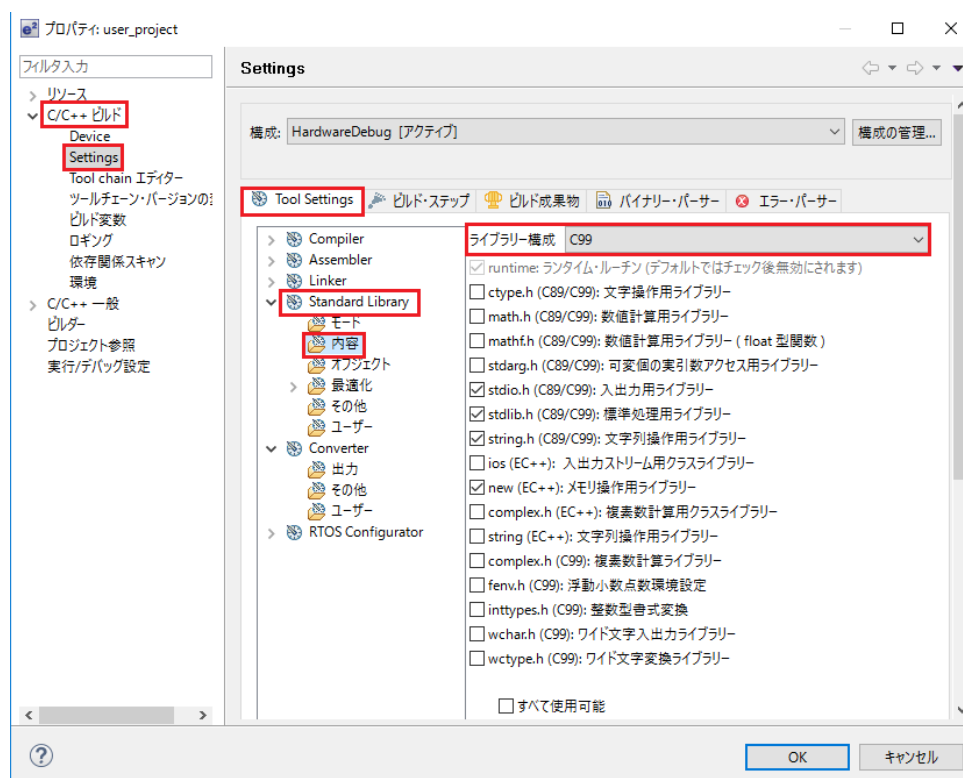 e² プロパティ: user_project
フィルタ入力
リソース
C/C++ ビルド
Device
Settings
Tool chain エディター
ツールチェーン・バージョンの
ビルド変数
ロギング
依存関係スキャン
環境
C/C++ 一般
ビルダー
プロジェクト参照
実行/デバッグ設定
Settings
構成: HardwareDebug [アクティブ]
構成の管理...
Tool Settings ビルド・ステップ ビルド成果物 バイナリー・パーサー エラー・パーサー
Compiler
Assembler
Linker
Standard Library
モード
内容
オブジェクト
最適化
その他
ユーザー
Converter
出力
その他
ユーザー
RTOS Configurator
ライブラリー構成 C99
runtime: ランタイム・ルーチン (デフォルトではチェック後無効にされます)
ctype.h (C89/C99): 文字操作用ライブラリー
math.h (C89/C99): 数値計算用ライブラリー
mathf.h (C89/C99): 数値計算用ライブラリー ( float 型関数 )
stdarg.h (C89/C99): 可変個の実引数アクセス用ライブラリー
stdio.h (C89/C99): 入出力用ライブラリー
stdlib.h (C89/C99): 標準処理用ライブラリー
string.h (C89/C99): 文字列操作用ライブラリー
ios (EC++): 入出力ストリーム用クラスライブラリー
new (EC++): メモリ操作用ライブラリー
complex.h (EC++): 複素数計算用クラスライブラリー
string (EC++): 文字列操作用ライブラリー
complex.h (C99): 複素数計算ライブラリー
fenv.h (C99): 浮動小数点数環境設定
inttypes.h (C99): 整数型書式変換
wchar.h (C99): ワイド文字入出力ライブラリー
wctype.h (C99): ワイド文字変換ライブラリー
すべて使用可能
?
OK
キャンセル